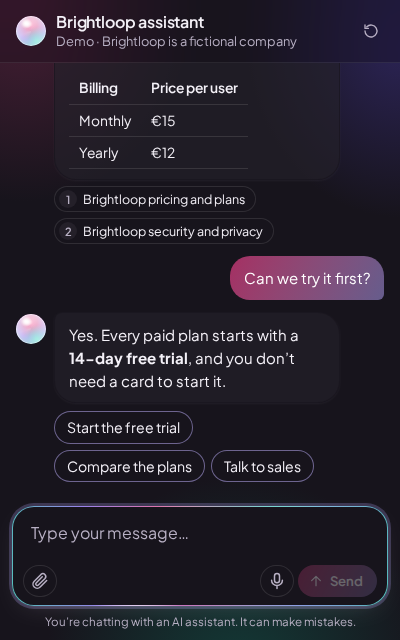 Brightloop assistant
Demo · Brightloop is a fictional company
Billing Price per user
Monthly €15
Yearly €12
1 Brightloop pricing and plans
2 Brightloop security and privacy
Can we try it first?
Yes. Every paid plan starts with a
14-day free trial, and you don't
need a card to start it.
Start the free trial
Compare the plans Talk to sales
Type your message...
Send
You're chatting with an AI assistant. It can make mistakes.